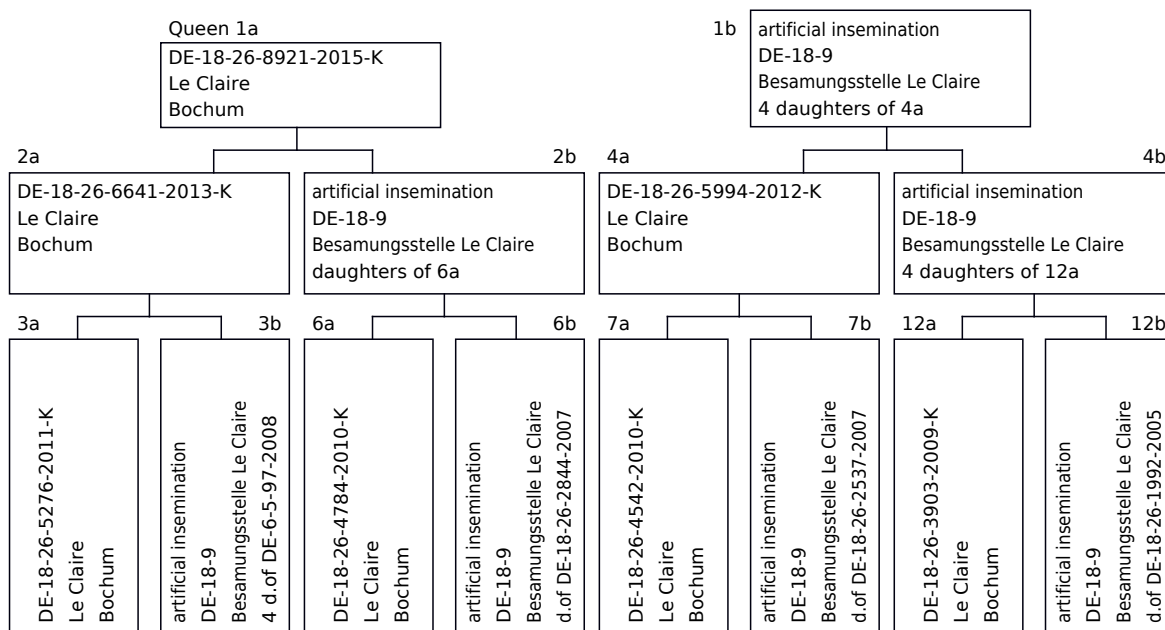 Queen 1a
DE-18-26-8921-2015-K
Le Claire
Bochum
1b
artificial insemination
DE-18-9
Besamungsstelle Le Claire
4 daughters of 4a
2a
DE-18-26-6641-2013-K
Le Claire
Bochum
2b
artificial insemination
DE-18-9
Besamungsstelle Le Claire
daughters of 6a
4a
DE-18-26-5994-2012-K
Le Claire
Bochum
4b
artificial insemination
DE-18-9
Besamungsstelle Le Claire
4 daughters of 12a
3a
DE-18-26-5276-2011-K
Le Claire
Bochum
3b
artificial insemination
DE-18-9
Besamungsstelle Le Claire
4 d.of DE-6-5-97-2008
6a
DE-18-26-4784-2010-K
Le Claire
Bochum
6b
artificial insemination
DE-18-9
Besamungsstelle Le Claire
d.of DE-18-26-2844-2007
7a
DE-18-26-4542-2010-K
Le Claire
Bochum
7b
artificial insemination
DE-18-9
Besamungsstelle Le Claire
d.of DE-18-26-2537-2007
12a
DE-18-26-3903-2009-K
Le Claire
Bochum
12b
artificial insemination
DE-18-9
Besamungsstelle Le Claire
d.of DE-18-26-1992-2005